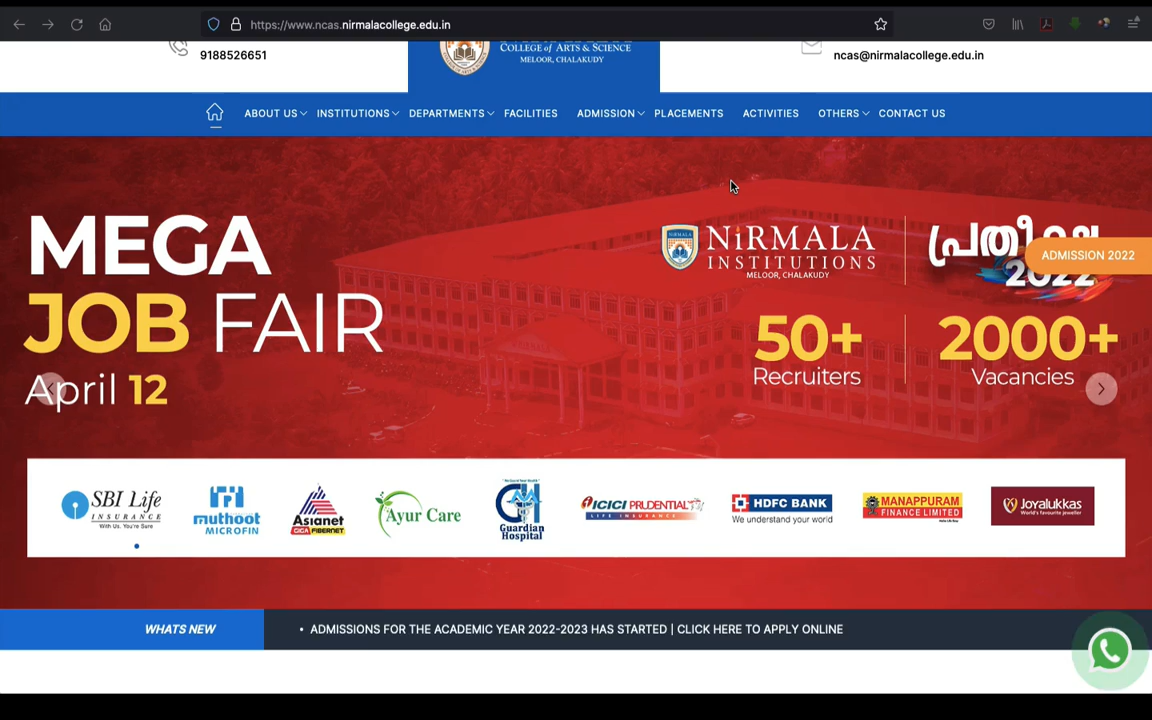 https://www.ncas.nirmalacollege.edu.in
9188526651
COLLEGE of ARTS & SCIENCE
MELOOR, CHALAKUDY
ncas@nirmalacollege.edu.in
ABOUT US INSTITUTIONS DEPARTMENTS FACILITIES ADMISSION PLACEMENTS ACTIVITIES OTHERS CONTACT US
MEGA
JOB FAIR
April 12
NiRMALA
INSTITUTIONS
MELOOR, CHALAKUDY
2022
ADMISSION 2022
50+
Recruiters
2000+
Vacancies
SBI Life
INSURANCE
With Us, You're Sure
muthoot
MICROFIN
Asianet
GIGA FIBERNET
Ayur Care
Guardian
Hospital
ICICI PRUDENTIAL
LIFE INSURANCE
HDFC BANK
We understand your world
MANAPPURAM
FINANCE LIMITED
Joyalukkas
World's favourite jeweller
WHATS NEW
• ADMISSIONS FOR THE ACADEMIC YEAR 2022-2023 HAS STARTED | CLICK HERE TO APPLY ONLINE